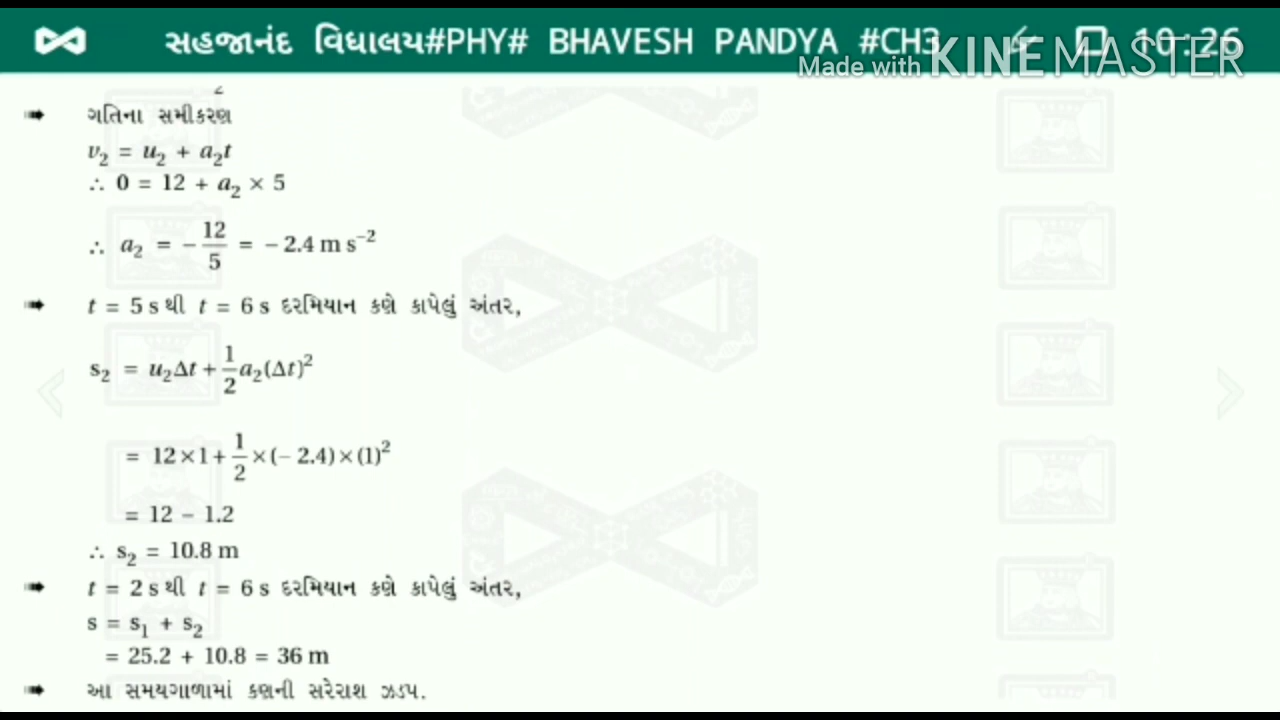 સહજાનંદ વિધાલય#PHY# BHAVESH PANDYA #CH3 10:26
Made with KINEMASTER
➠ ગતિના સમીકરણ
v₂ = u₂ + a₂t
∴ 0 = 12 + a₂ × 5
∴ a₂ = − 12/5 = − 2.4 m s⁻²
➠ t = 5 s થી t = 6 s દરમિયાન કણે કાપેલું અંતર,
s₂ = u₂Δt + 1/2 a₂(Δt)²
= 12 × 1 + 1/2 × (− 2.4) × (1)²
= 12 − 1.2
∴ s₂ = 10.8 m
➠ t = 2 s થી t = 6 s દરમિયાન કણે કાપેલું અંતર,
s = s₁ + s₂
= 25.2 + 10.8 = 36 m
➠ આ સમયગાળામાં કણની સરેરાશ ઝડપ.